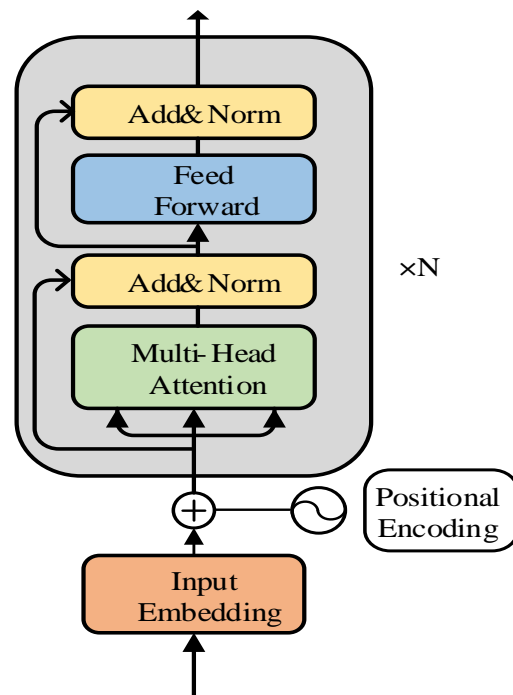 Add& Norm
Feed
Forward
Add& Norm
×N
Multi-Head
Attention
Positional
Encoding
Input
Embedding